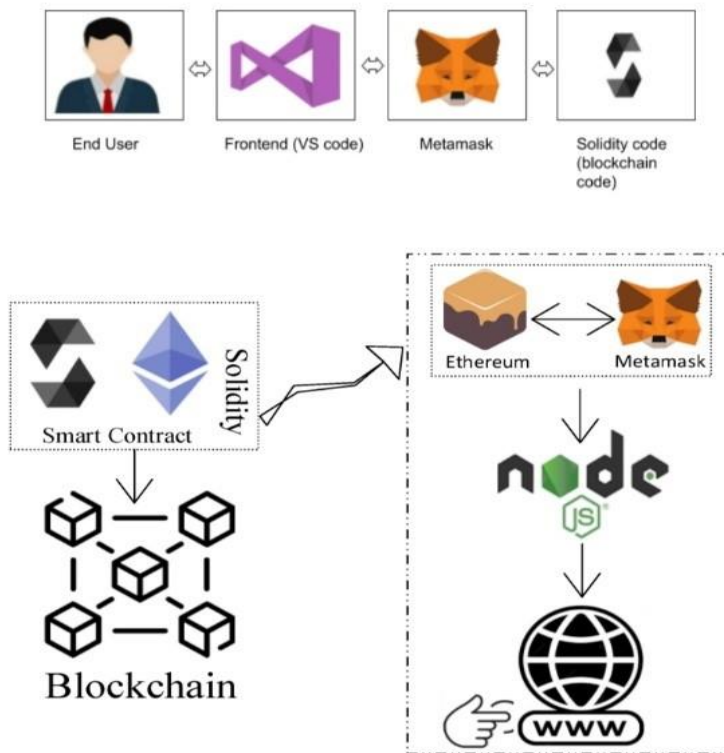 End User
Frontend (VS code)
Metamask
Solidity code
(blockchain
code)
Solidity
Smart Contract
Blockchain
Ethereum
Metamask
node
JS®
WWW